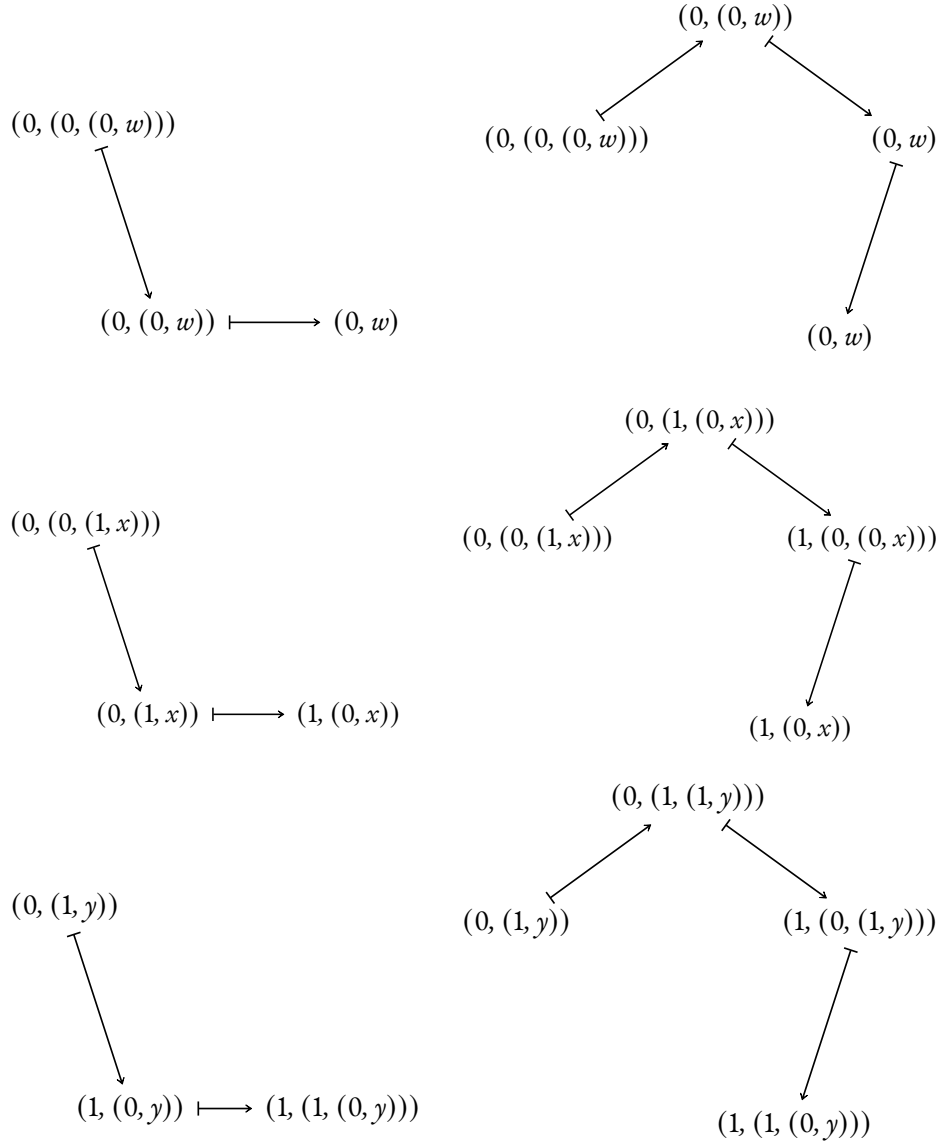 (0, (0, (0, w)))
(0, (0, w)) (0, w)
(0, (0, w))
(0, (0, (0, w))) (0, w)
(0, w)
(0, (0, (1, x)))
(0, (1, x)) (1, (0, x))
(0, (1, (0, x)))
(0, (0, (1, x))) (1, (0, (0, x)))
(1, (0, x))
(0, (1, y))
(1, (0, y)) (1, (1, (0, y)))
(0, (1, (1, y)))
(0, (1, y)) (1, (0, (1, y)))
(1, (1, (0, y)))